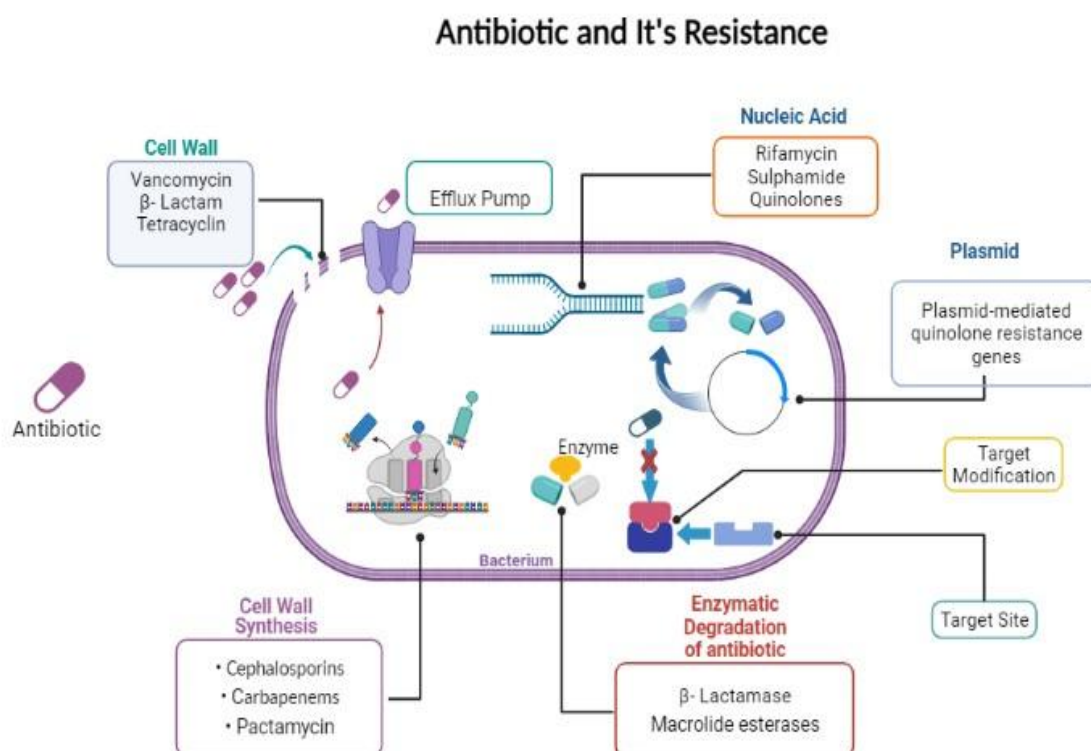 Antibiotic and It's Resistance
Cell Wall
Vancomycin
β- Lactam
Tetracyclin
Efflux Pump
Nucleic Acid
Rifamycin
Sulphamide
Quinolones
Plasmid
Plasmid-mediated
quinolone resistance
genes
Antibiotic
Enzyme
Target
Modification
Bacterium
Target Site
Cell Wall
Synthesis
• Cephalosporins
• Carbapenems
• Pactamycin
Enzymatic
Degradation
of antibiotic
β- Lactamase
Macrolide esterases